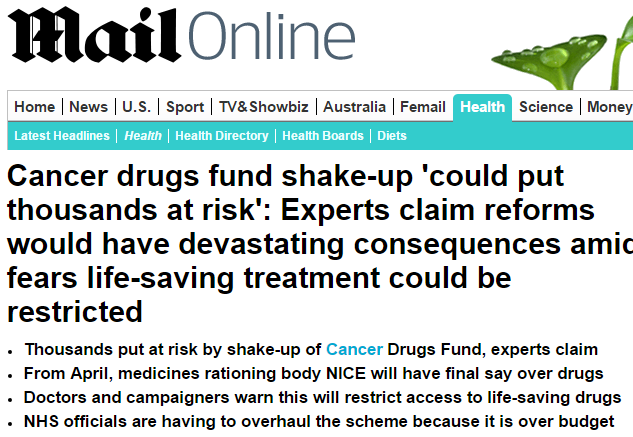 Mail Online
Home News U.S. Sport TV&Showbiz Australia Femail Health Science Money
Latest Headlines Health Health Directory Health Boards Diets
Cancer drugs fund shake-up 'could put
thousands at risk': Experts claim reforms
would have devastating consequences amid
fears life-saving treatment could be
restricted
• Thousands put at risk by shake-up of Cancer Drugs Fund, experts claim
• From April, medicines rationing body NICE will have final say over drugs
• Doctors and campaigners warn this will restrict access to life-saving drugs
• NHS officials are having to overhaul the scheme because it is over budget